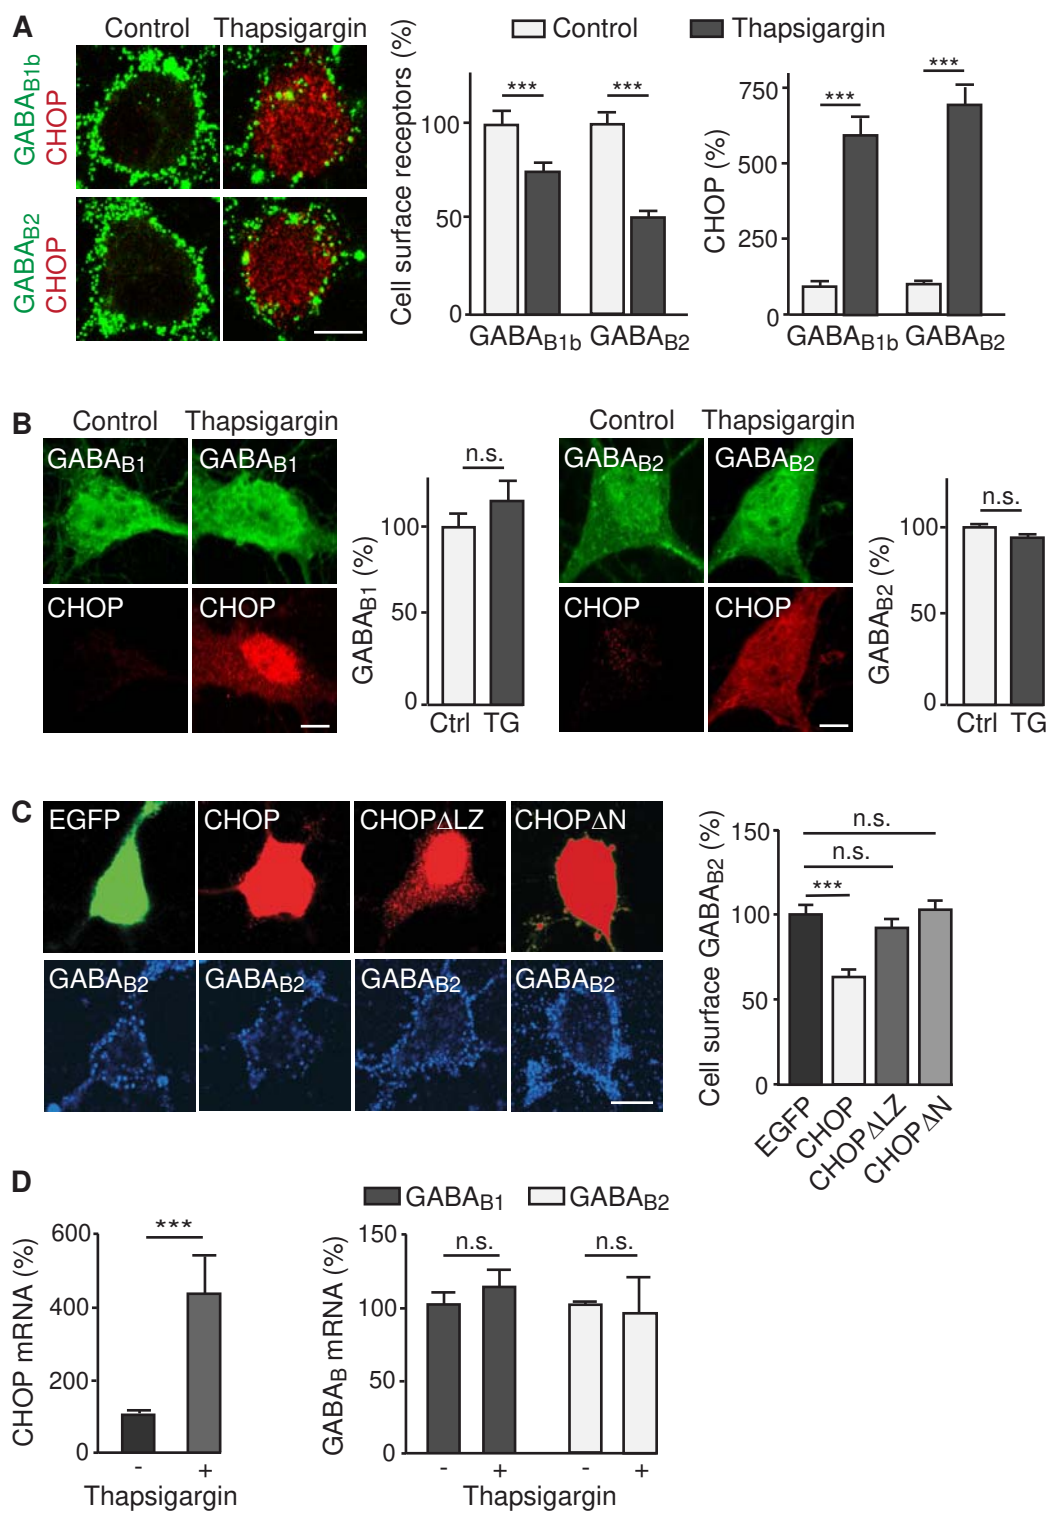 A
Control Thapsigargin
GABAB1b
CHOP
GABAB2
CHOP
Control Thapsigargin
Cell surface receptors (%)
100
50
0
***
***
GABAB1b GABAB2
CHOP (%)
750
500
250
0
***
***
GABAB1b GABAB2
B
Control Thapsigargin
GABAB1 GABAB1
CHOP CHOP
GABAB1 (%)
100
50
0
n.s.
Ctrl TG
Control Thapsigargin
GABAB2 GABAB2
CHOP CHOP
GABAB2 (%)
100
50
0
n.s.
Ctrl TG
C
EGFP CHOP CHOPΔLZ CHOPΔN
GABAB2 GABAB2 GABAB2 GABAB2
Cell surface GABAB2 (%)
150
100
50
0
n.s.
n.s.
***
EGFP
CHOP
CHOPΔLZ
CHOPΔN
D
CHOP mRNA (%)
600
400
200
0
***
- +
Thapsigargin
GABAB1 GABAB2
GABAB mRNA (%)
150
100
50
0
n.s. n.s.
- + - +
Thapsigargin